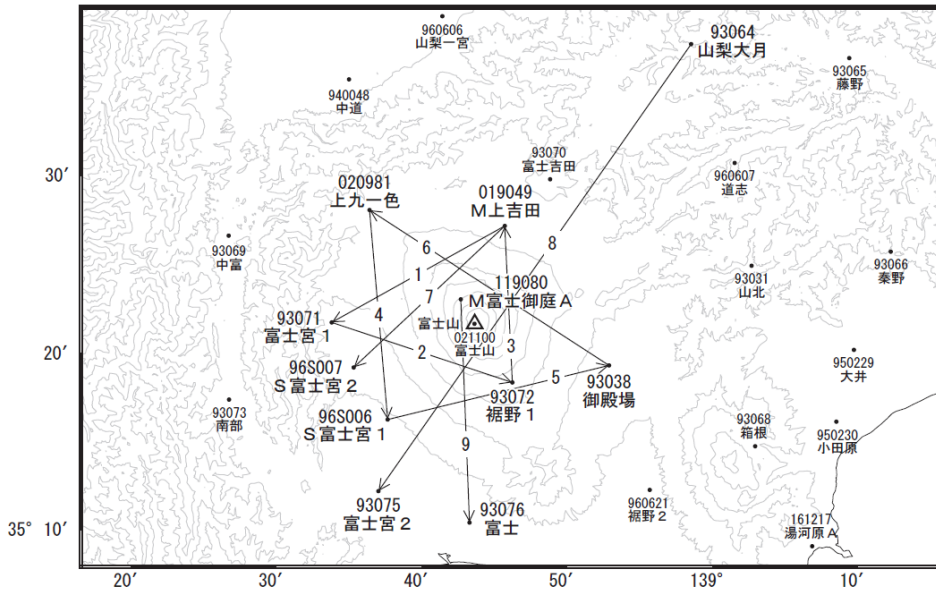 960606
山梨一宮
93064
山梨大月
93065
藤野
940048
中道
30′
93070
富士吉田
960607
道志
020981
上九一色
019049
M上吉田
93069
中富
6
8
93066
秦野
1
7
119080
M富士御庭A
93031
山北
4
93071
富士宮1
富士山
021100
富士山
20′
2
3
96S007
S富士宮2
5
950229
大井
93072
裾野1
93038
御殿場
93073
南部
96S006
S富士宮1
9
93068
箱根
950230
小田原
93075
富士宮2
93076
富士
960621
裾野2
161217
湯河原A
35° 10′
20′
30′
40′
50′
139°
10′